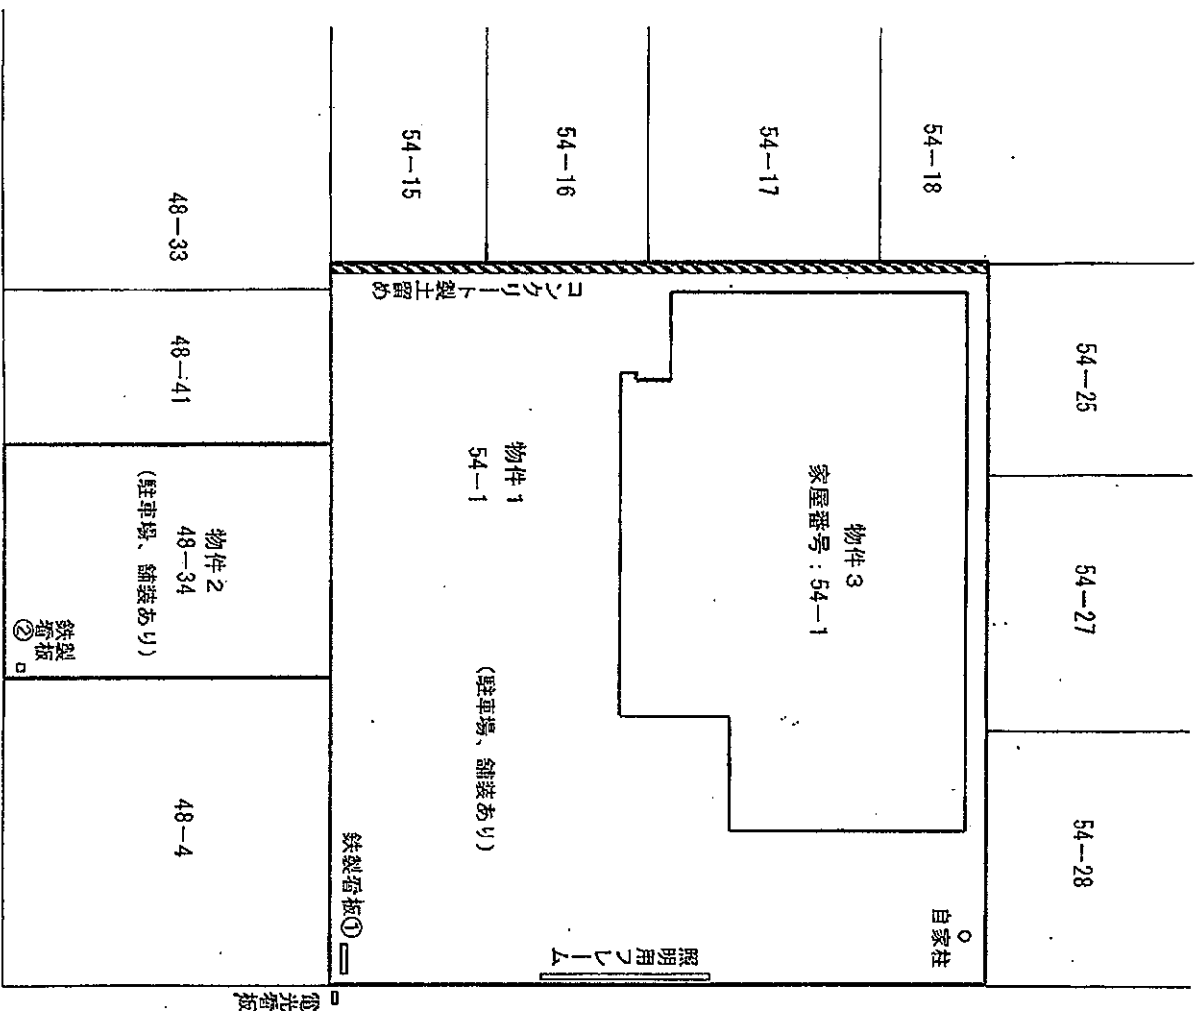 54—15
54—16
54—17
54—18
48—33
48—41
コンクリート製土留め
54—25
54—27
54—28
物件1
54—1
物件3
家屋番号：54—1
物件2
48—34
（駐車場、舗装あり）
鉄製
看板
②
（駐車場、舗装あり）
48—4
鉄製看板①
照明用フレーム
自家柱
電光看板